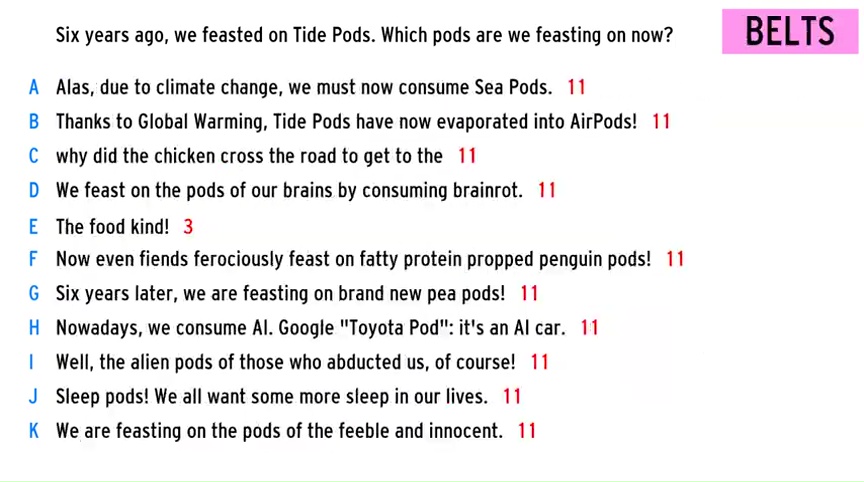 Six years ago, we feasted on Tide Pods. Which pods are we feasting on now?
BELTS
A Alas, due to climate change, we must now consume Sea Pods. 11
B Thanks to Global Warming, Tide Pods have now evaporated into AirPods! 11
C why did the chicken cross the road to get to the 11
D We feast on the pods of our brains by consuming brainrot. 11
E The food kind! 3
F Now even fiends ferociously feast on fatty protein propped penguin pods! 11
G Six years later, we are feasting on brand new pea pods! 11
H Nowadays, we consume AI. Google "Toyota Pod": it's an AI car. 11
I Well, the alien pods of those who abducted us, of course! 11
J Sleep pods! We all want some more sleep in our lives. 11
K We are feasting on the pods of the feeble and innocent. 11